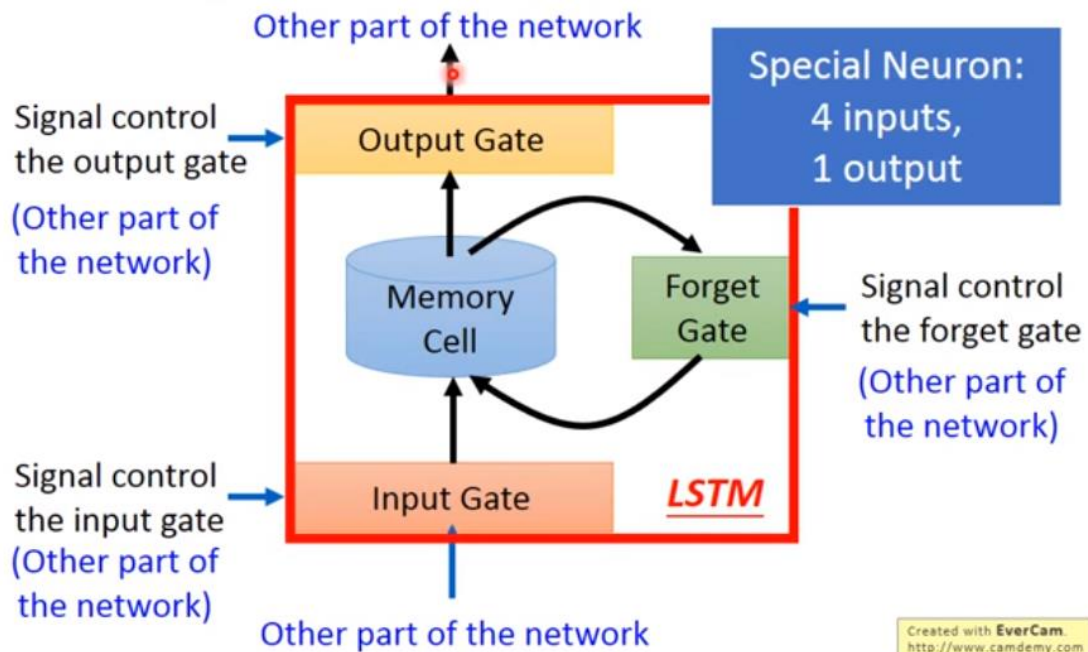 Other part of the network
Special Neuron:
4 inputs,
1 output
Signal control
the output gate
(Other part of
the network)
Output Gate
Memory
Cell
Forget
Gate
Signal control
the forget gate
(Other part of
the network)
Signal control
the input gate
(Other part of
the network)
Input Gate
LSTM
Other part of the network
Created with EverCam.
http://www.camdemy.com